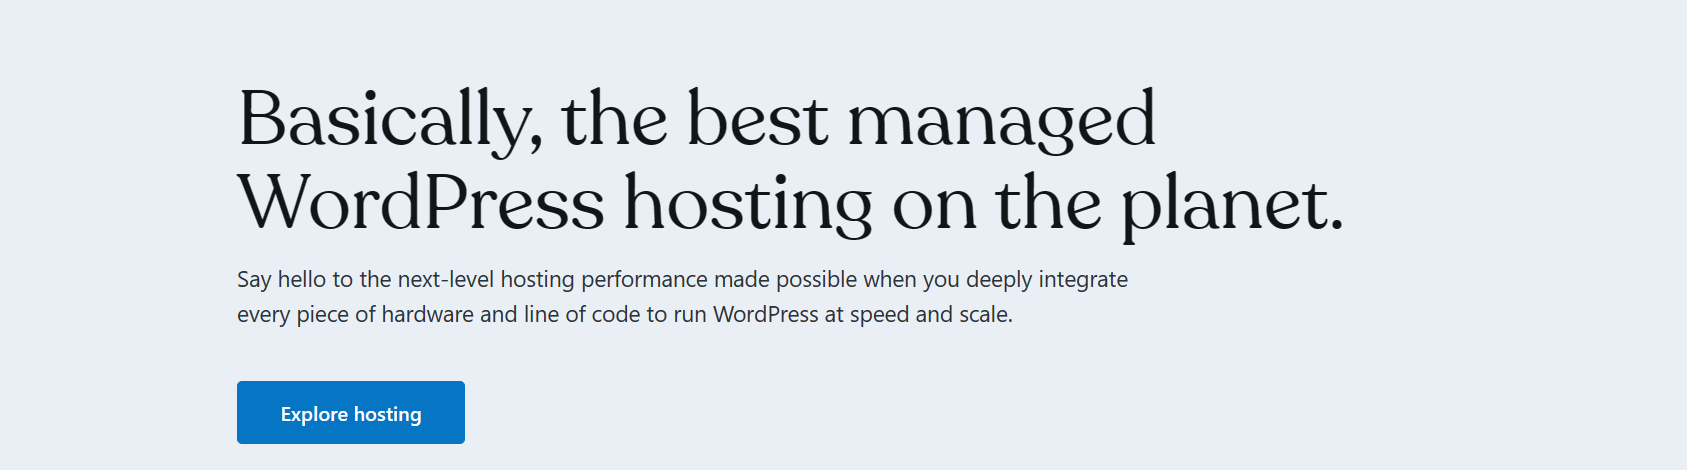 Basically, the best managed
WordPress hosting on the planet.
Say hello to the next-level hosting performance made possible when you deeply integrate
every piece of hardware and line of code to run WordPress at speed and scale.
Explore hosting